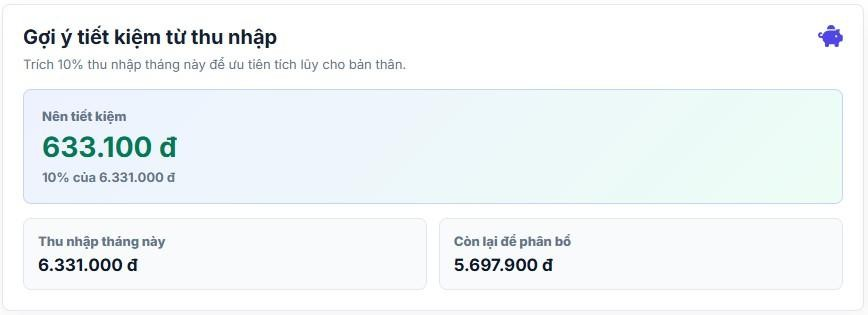 Gợi ý tiết kiệm từ thu nhập
Trích 10% thu nhập tháng này để ưu tiên tích lũy cho bản thân.
Nên tiết kiệm
633.100 đ
10% của 6.331.000 đ
Thu nhập tháng này
6.331.000 đ
Còn lại để phân bổ
5.697.900 đ